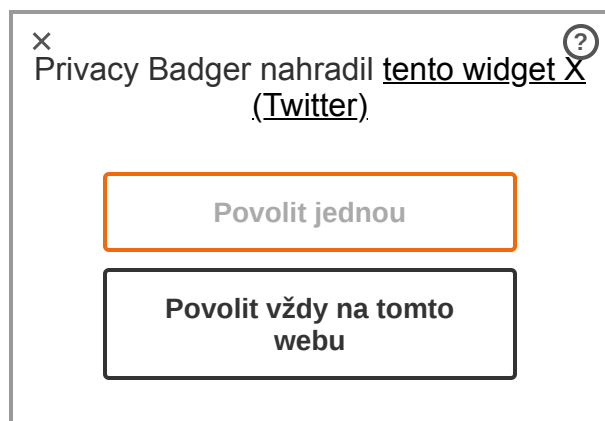 ×
?
Privacy Badger nahradil tento widget X
(Twitter)
Povolit jednou
Povolit vždy na tomto
webu